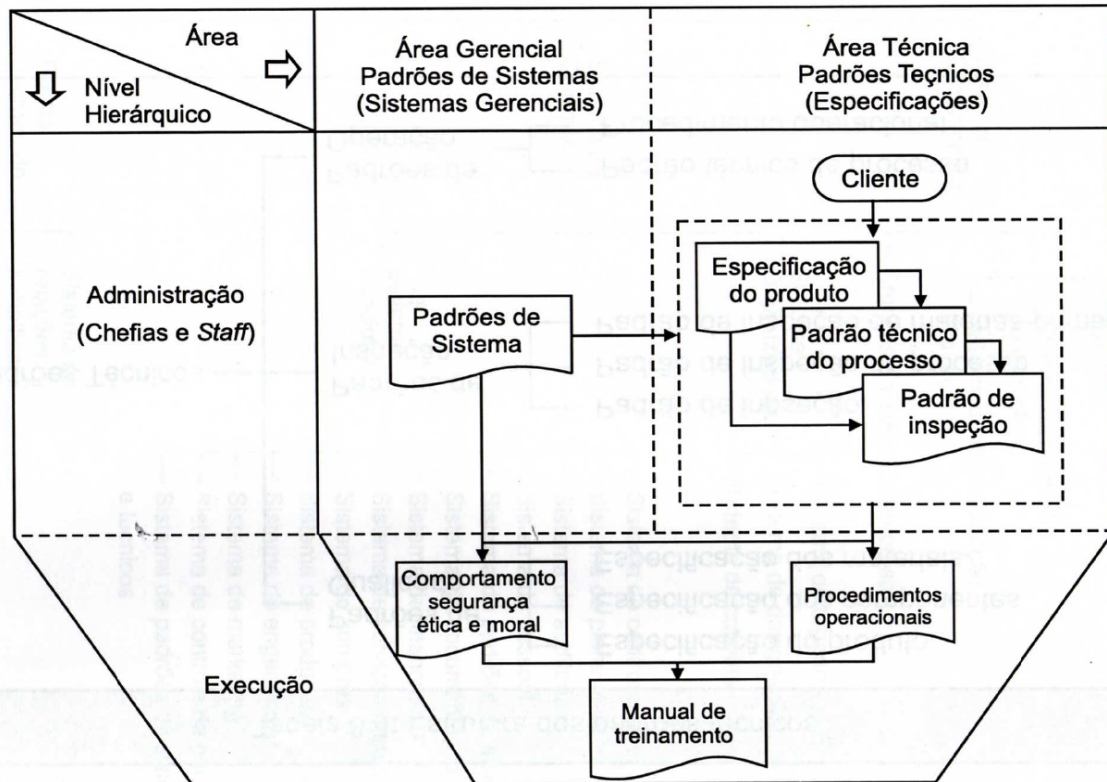 Área
Nível
Hierárquico
Área Gerencial
Padrões de Sistemas
(Sistemas Gerenciais)
Área Técnica
Padrões Teçnicos
(Especificações)
Administração
(Chefias e Staff)
Padrões de
Sistema
Cliente
Especificação
do produto
Padrão técnico
do processo
Padrão de
inspeção
Execução
Comportamento
segurança
ética e moral
Procedimentos
operacionais
Manual de
treinamento